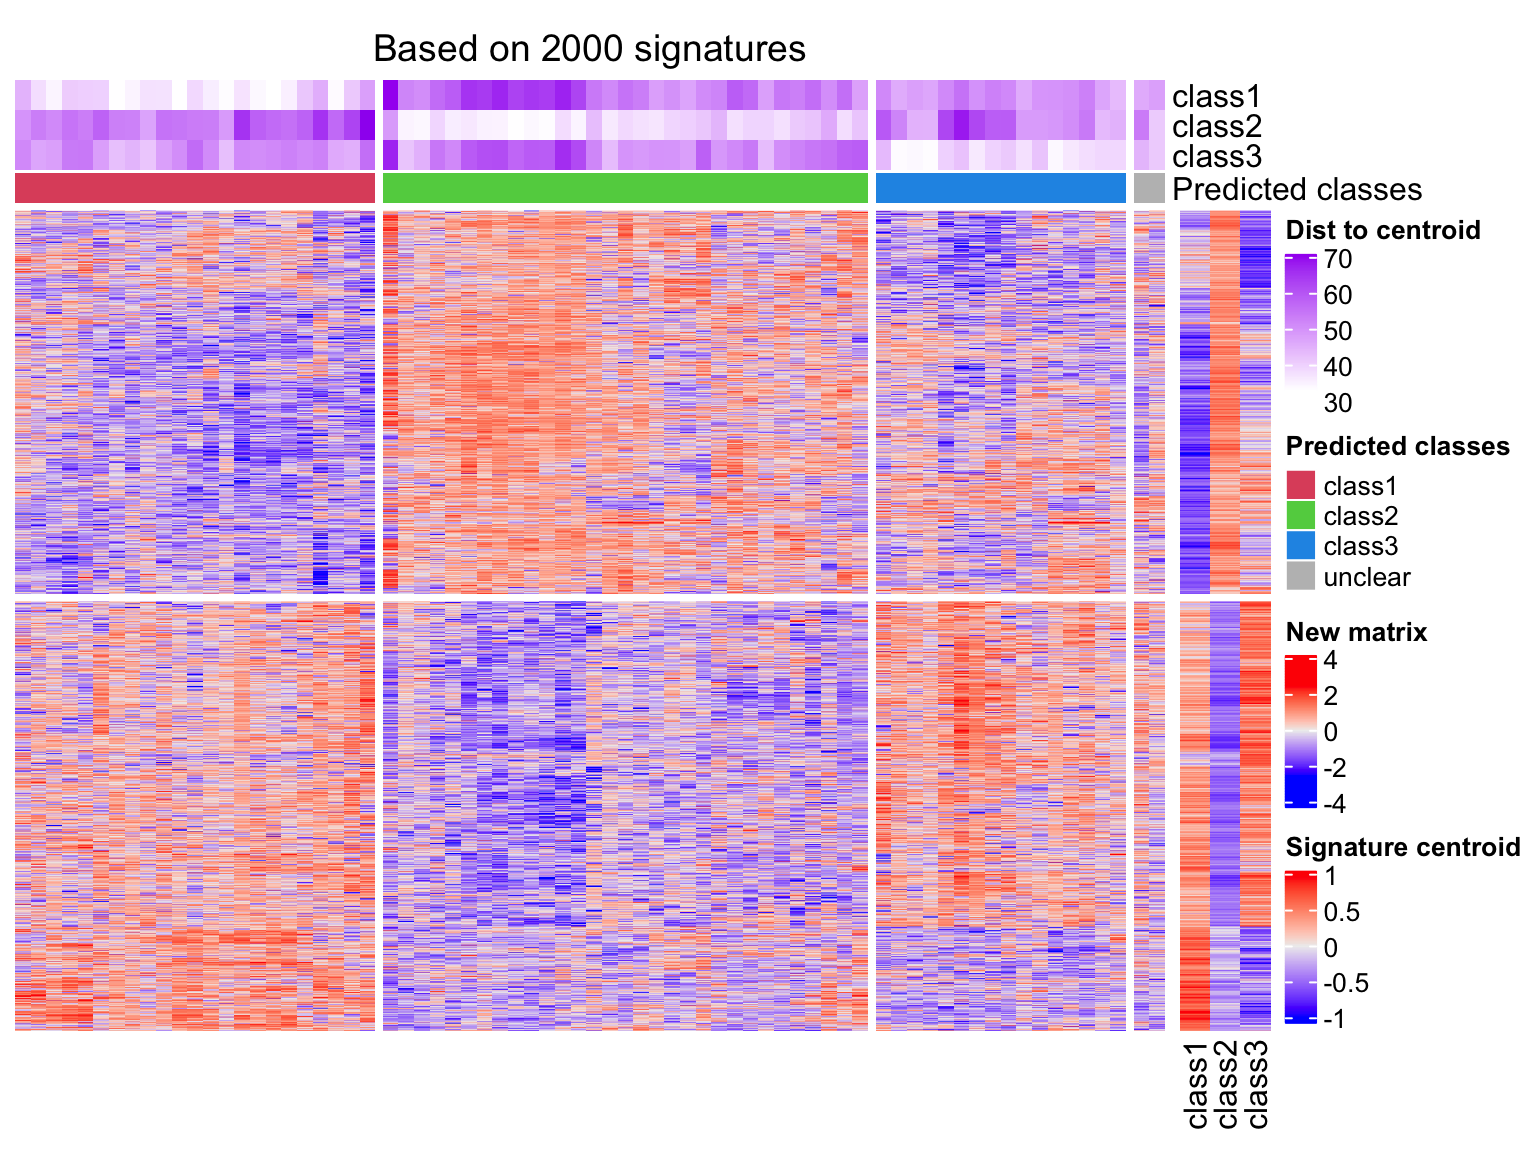 Based on 2000 signatures
class1
class2
class3
Predicted classes
Dist to centroid
70
60
50
40
30
Predicted classes
class1
class2
class3
unclear
New matrix
4
2
0
-2
-4
Signature centroid
1
0.5
0
-0.5
-1
class1
class2
class3